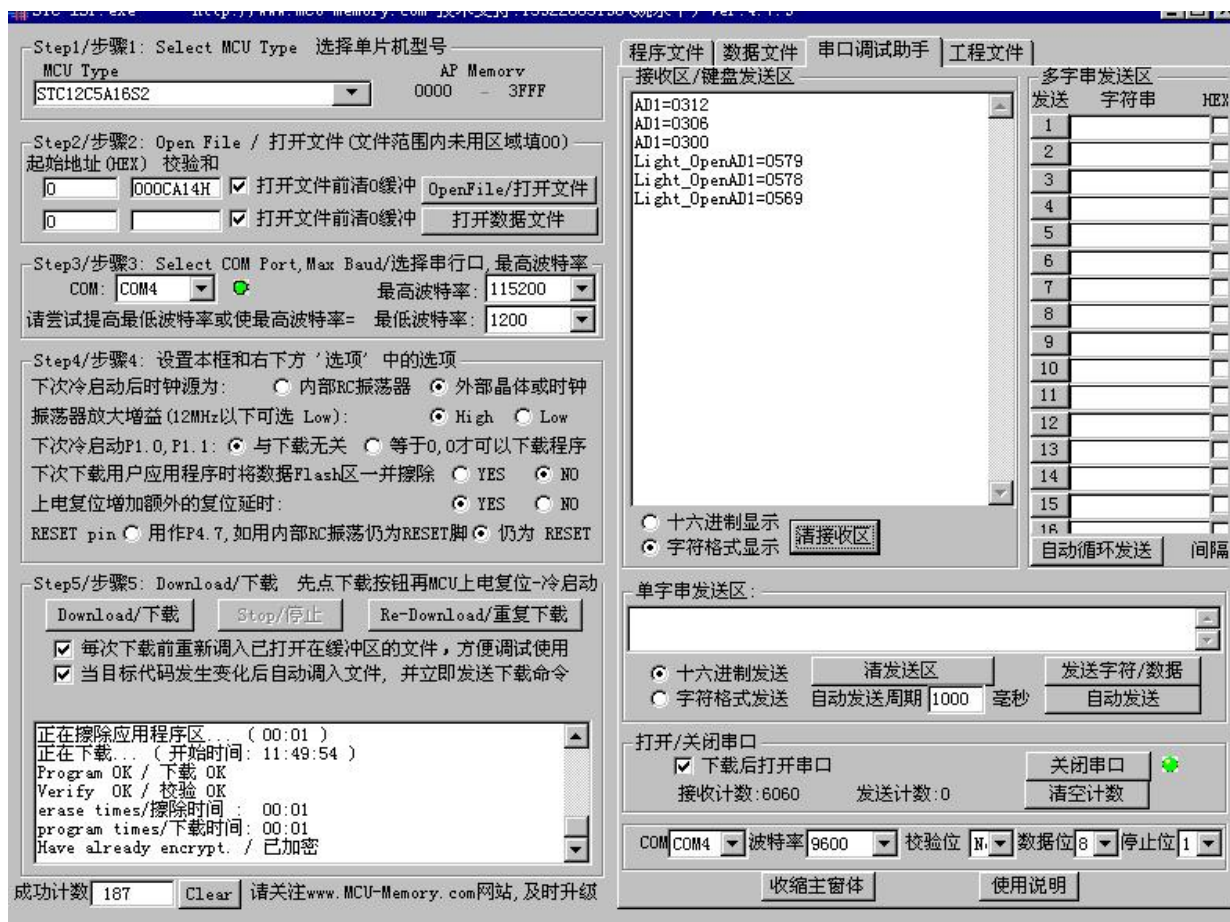 STC-ISP.exe
Step1/步骤1: Select MCU Type 选择单片机型号
MCU Type AP Memory
STC12C5A16S2 0000 - 3FFF
Step2/步骤2: Open File / 打开文件(文件范围内未用区域填00)
起始地址(HEX) 校验和
0 000CA14H 打开文件前清0缓冲 OpenFile/打开文件
0 打开文件前清0缓冲 打开数据文件
Step3/步骤3: Select COM Port,Max Baud/选择串行口,最高波特率
COM: COM4 最高波特率: 115200
请尝试提高最低波特率或使最高波特率= 最低波特率: 1200
Step4/步骤4: 设置本框和右下方 '选项' 中的选项
下次冷启动后时钟源为: 内部RC振荡器 外部晶体或时钟
振荡器放大增益(12MHz以下可选 Low): High Low
下次冷启动P1.0,P1.1: 与下载无关 等于0,0才可以下载程序
下次下载用户应用程序时将数据Flash区一并擦除 YES NO
上电复位增加额外的复位延时: YES NO
RESET pin 用作P4.7,如用内部RC振荡仍为RESET脚 仍为 RESET
Step5/步骤5: Download/下载 先点下载按钮再MCU上电复位-冷启动
Download/下载 Stop/停止 Re-Download/重复下载
每次下载前重新调入已打开在缓冲区的文件,方便调试使用
当目标代码发生变化后自动调入文件, 并立即发送下载命令
正在擦除应用程序区... ( 00:01 )
正在下载... ( 开始时间: 11:49:54 )
Program OK / 下载 OK
Verify OK / 校验 OK
erase times/擦除时间 : 00:01
program times/下载时间: 00:01
Have already encrypt. / 已加密
成功计数 187 Clear 请关注www.MCU-Memory.com网站,及时升级
程序文件 数据文件 串口调试助手 工程文件
接收区/键盘发送区
AD1=0312
AD1=0306
AD1=0300
Light_OpenAD1=0579
Light_OpenAD1=0578
Light_OpenAD1=0569
十六进制显示
字符格式显示 清接收区
多字串发送区
发送 字符串 HEX
1
2
3
4
5
6
7
8
9
10
11
12
13
14
15
16
自动循环发送 间隔
单字串发送区:
十六进制发送 清发送区 发送字符/数据
字符格式发送 自动发送周期 1000 毫秒 自动发送
打开/关闭串口
下载后打开串口 关闭串口
接收计数:6060 发送计数:0 清空计数
COM COM4 波特率 9600 校验位 N. 数据位 8 停止位 1
收缩主窗体 使用说明